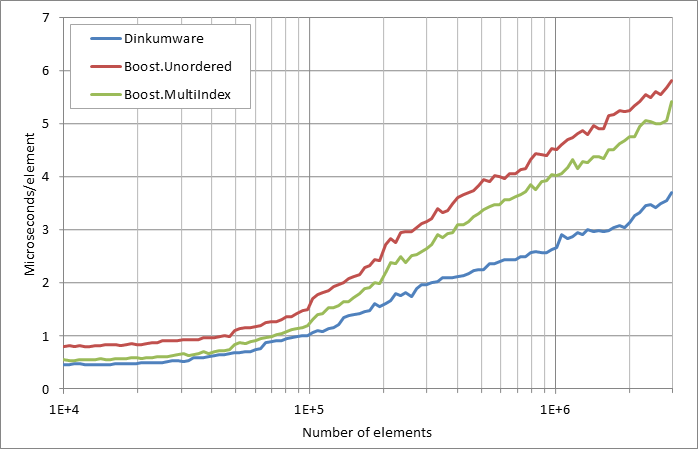 7
6
5
4
3
2
1
0
Microseconds/element
Dinkumware
Boost.Unordered
Boost.MultiIndex
1E+4 1E+5 1E+6
Number of elements